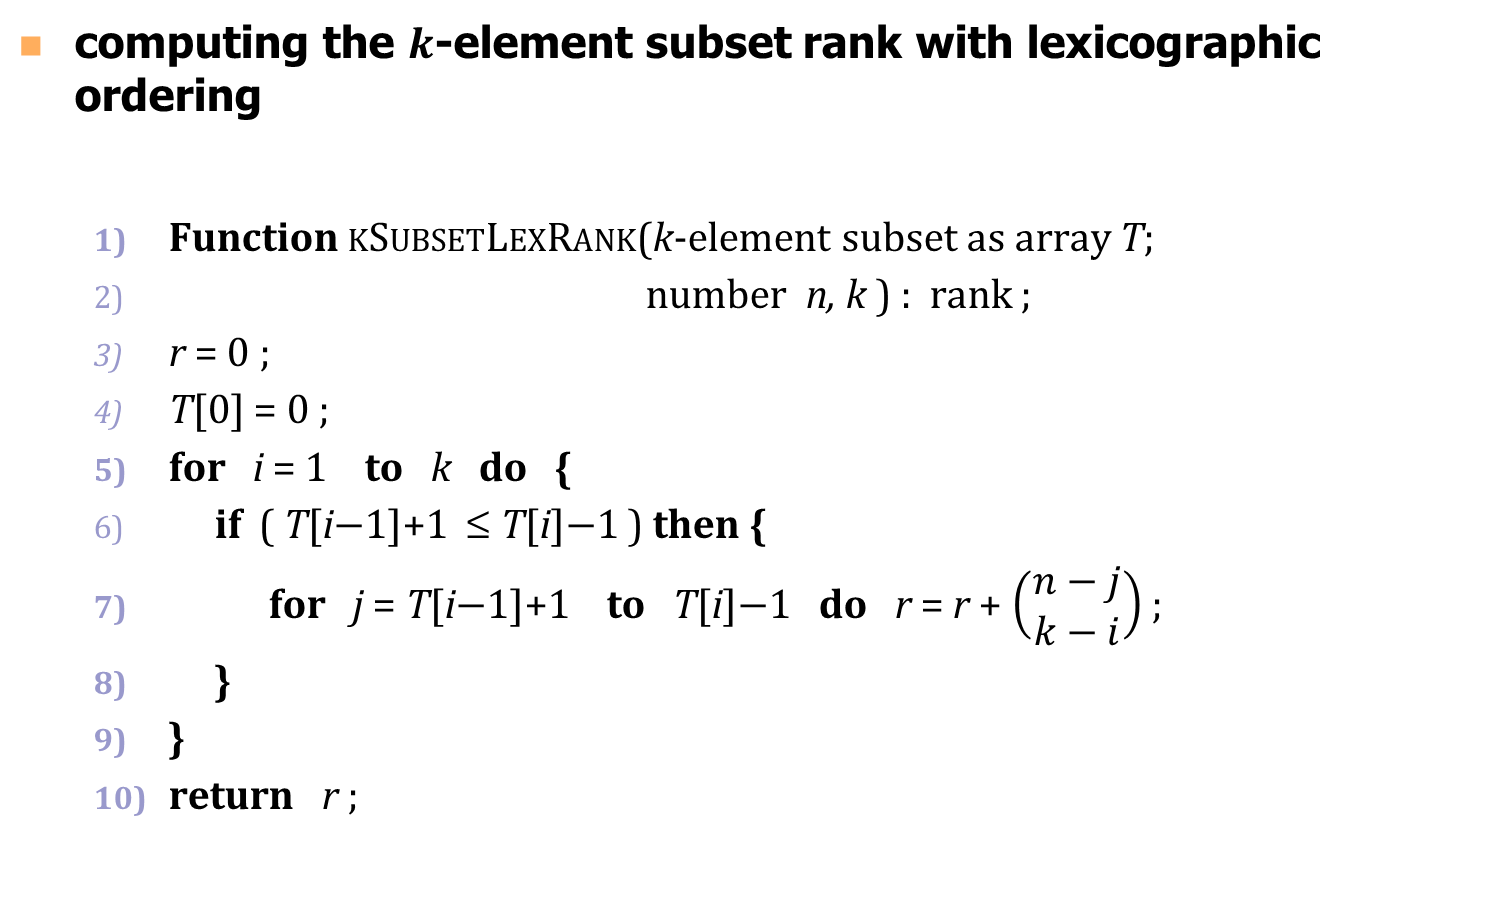 computing the k-element subset rank with lexicographic
ordering
1) Function KSUBSETLEXRANK(k-element subset as array T;
2) number n, k ) : rank ;
3) r = 0 ;
4) T[0] = 0 ;
5) for i = 1 to k do {
6) if ( T[i−1]+1 ≤ T[i]−1 ) then {
7) for j = T[i−1]+1 to T[i]−1 do r = r + (n − j
k − i) ;
8) }
9) }
10) return r ;